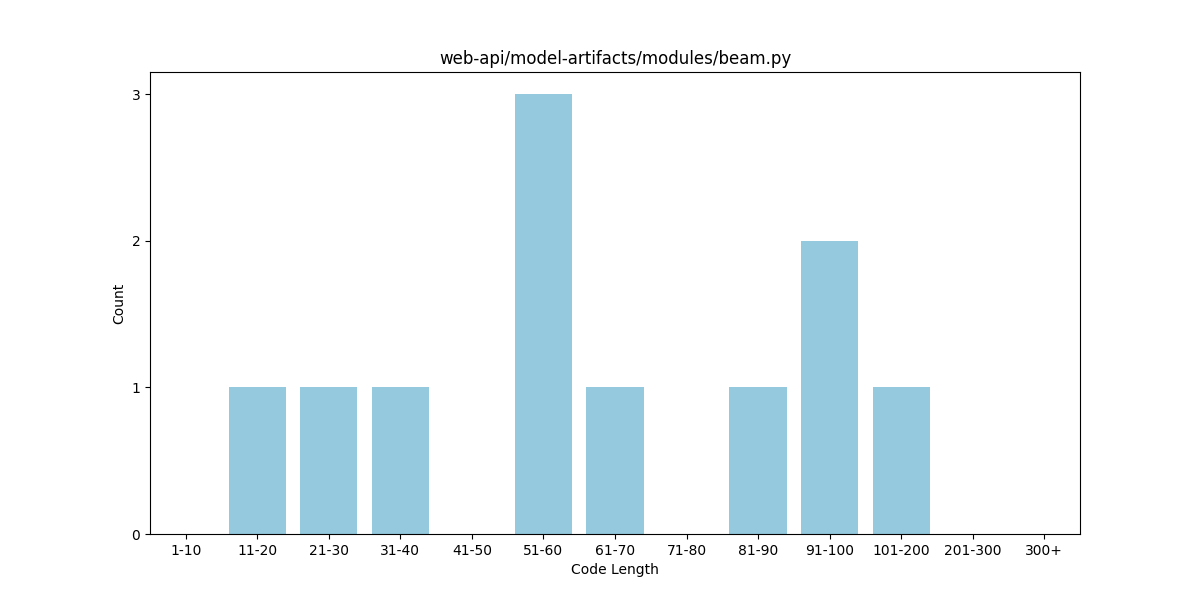 web-api/model-artifacts/modules/beam.py
3
2
1
0
Count
1-10 11-20 21-30 31-40 41-50 51-60 61-70 71-80 81-90 91-100 101-200 201-300 300+
Code Length